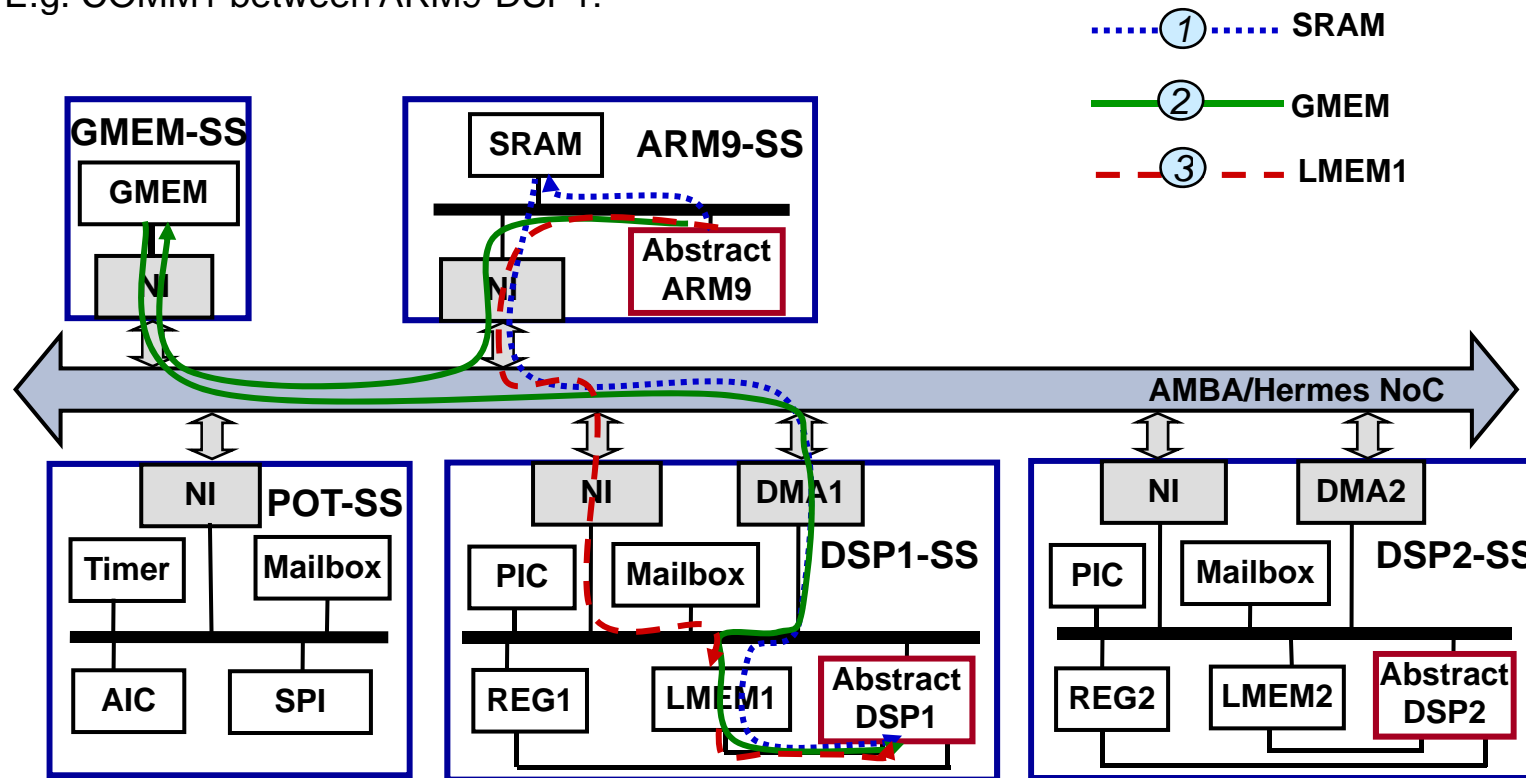 E.g. COMM1 between ARM9-DSP1:
1 SRAM
2 GMEM
3 LMEM1
GMEM-SS
GMEM
NI
ARM9-SS
SRAM
Abstract
ARM9
NI
AMBA/Hermes NoC
NI
POT-SS
Timer
Mailbox
AIC
SPI
NI
DMA1
DSP1-SS
PIC
Mailbox
REG1
LMEM1
Abstract
DSP1
NI
DMA2
DSP2-SS
PIC
Mailbox
REG2
LMEM2
Abstract
DSP2